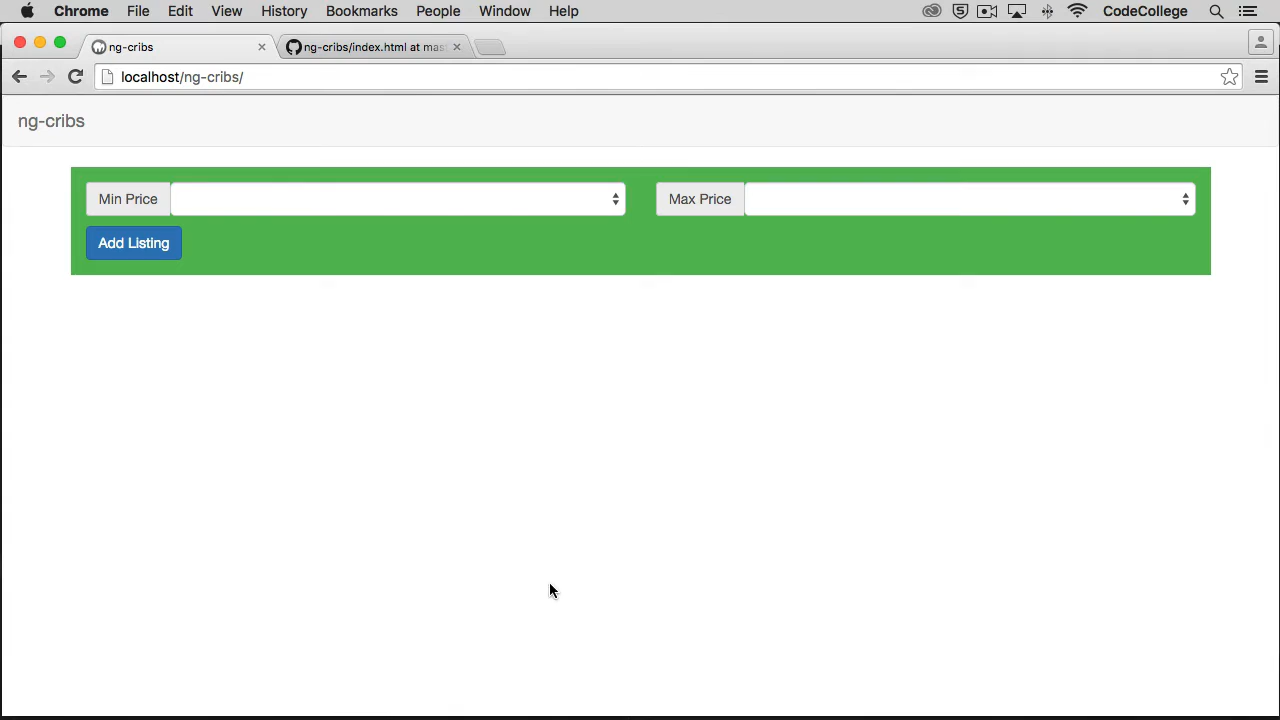 Chrome File Edit View History Bookmarks People Window Help CodeCollege
ng-cribs ng-cribs/index.html at mas
localhost/ng-cribs/
ng-cribs
Min Price Max Price
Add Listing